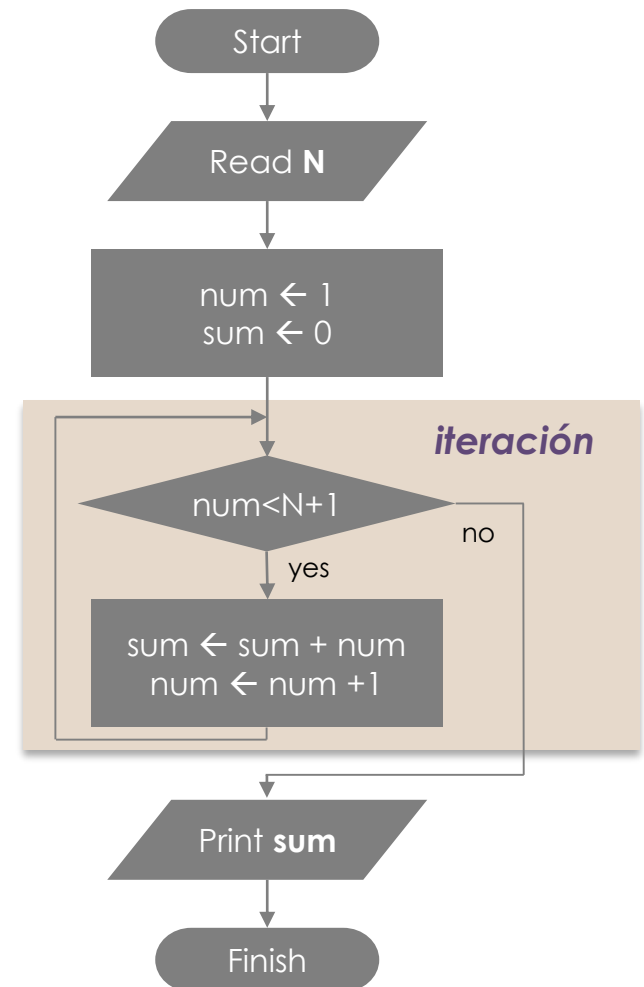 Start
Read N
num ← 1
sum ← 0
iteración
num<N+1
no
yes
sum ← sum + num
num ← num +1
Print sum
Finish